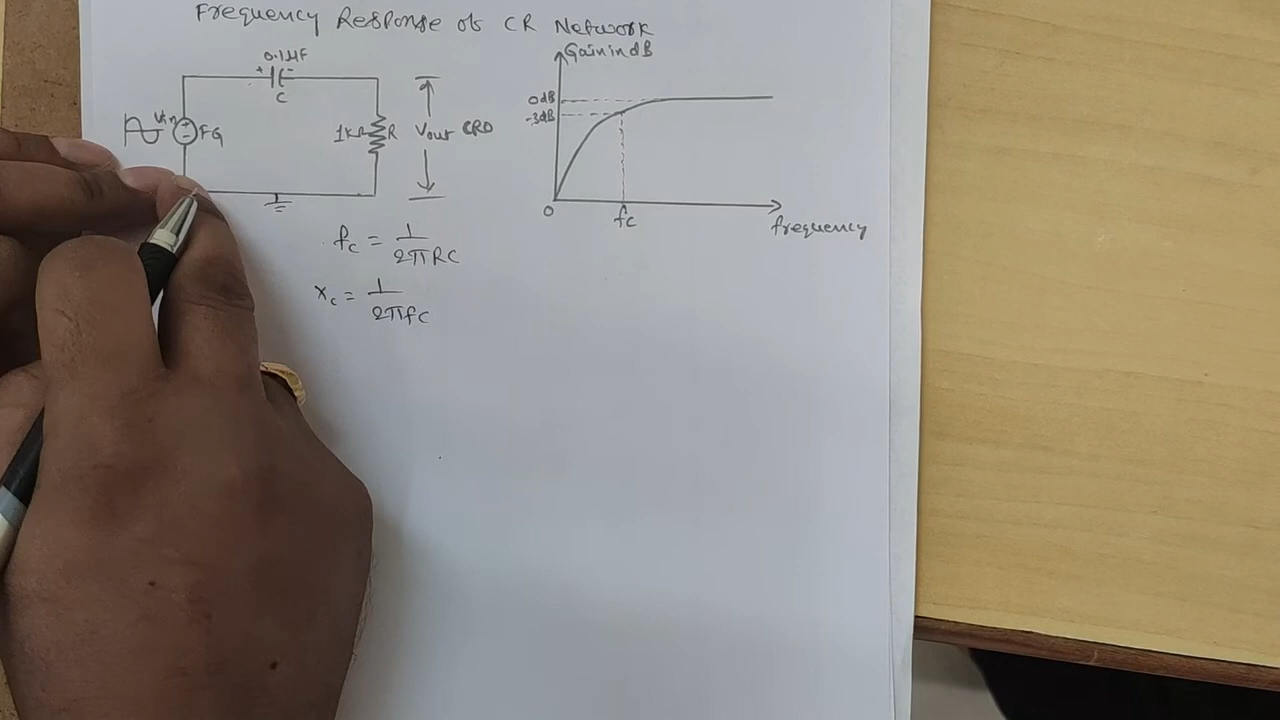 Frequency Response of CR Network
0.1μF
+ -
C
Vin
FG
1kΩ R
Vout CRO
Gain in dB
0dB
-3dB
0
fc
frequency
fc = 1/2πRC
Xc = 1/2πfC